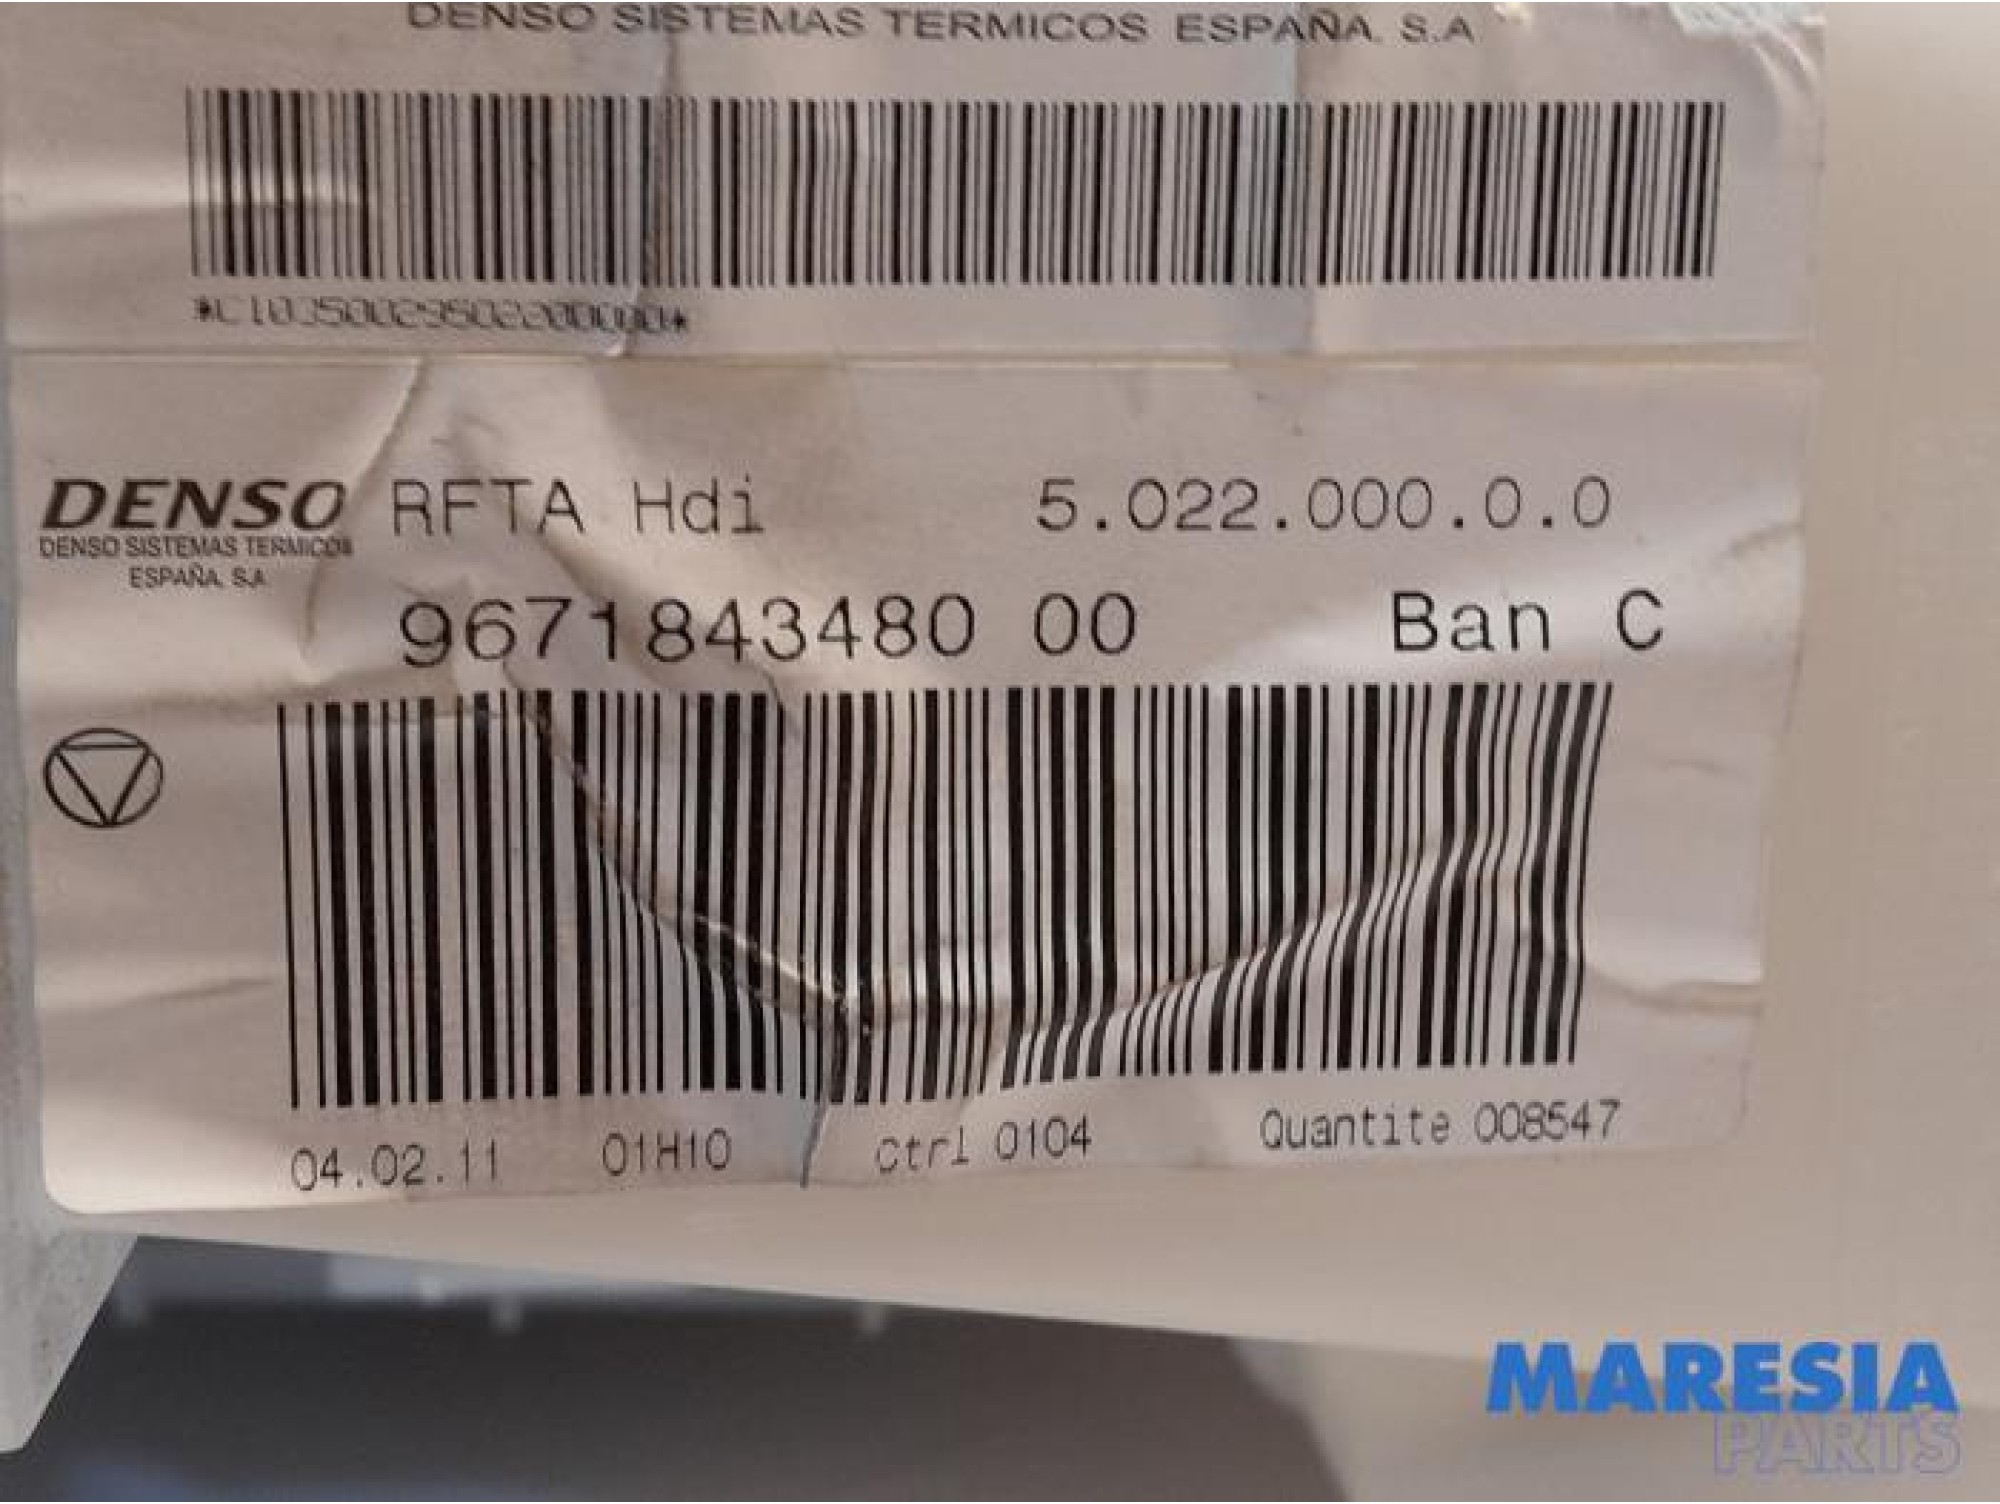 DENSO SISTEMAS TERMICOS ESPAÑA. S.A
DENSO RFTA Hdi 5.022.000.0.0
DENSO SISTEMAS TERMICOS
ESPAÑA. S.A
9671843480 00 Ban C
04.02.11 01H10 ctrl 0104 Quantite 008547
MARESIA
PARTS